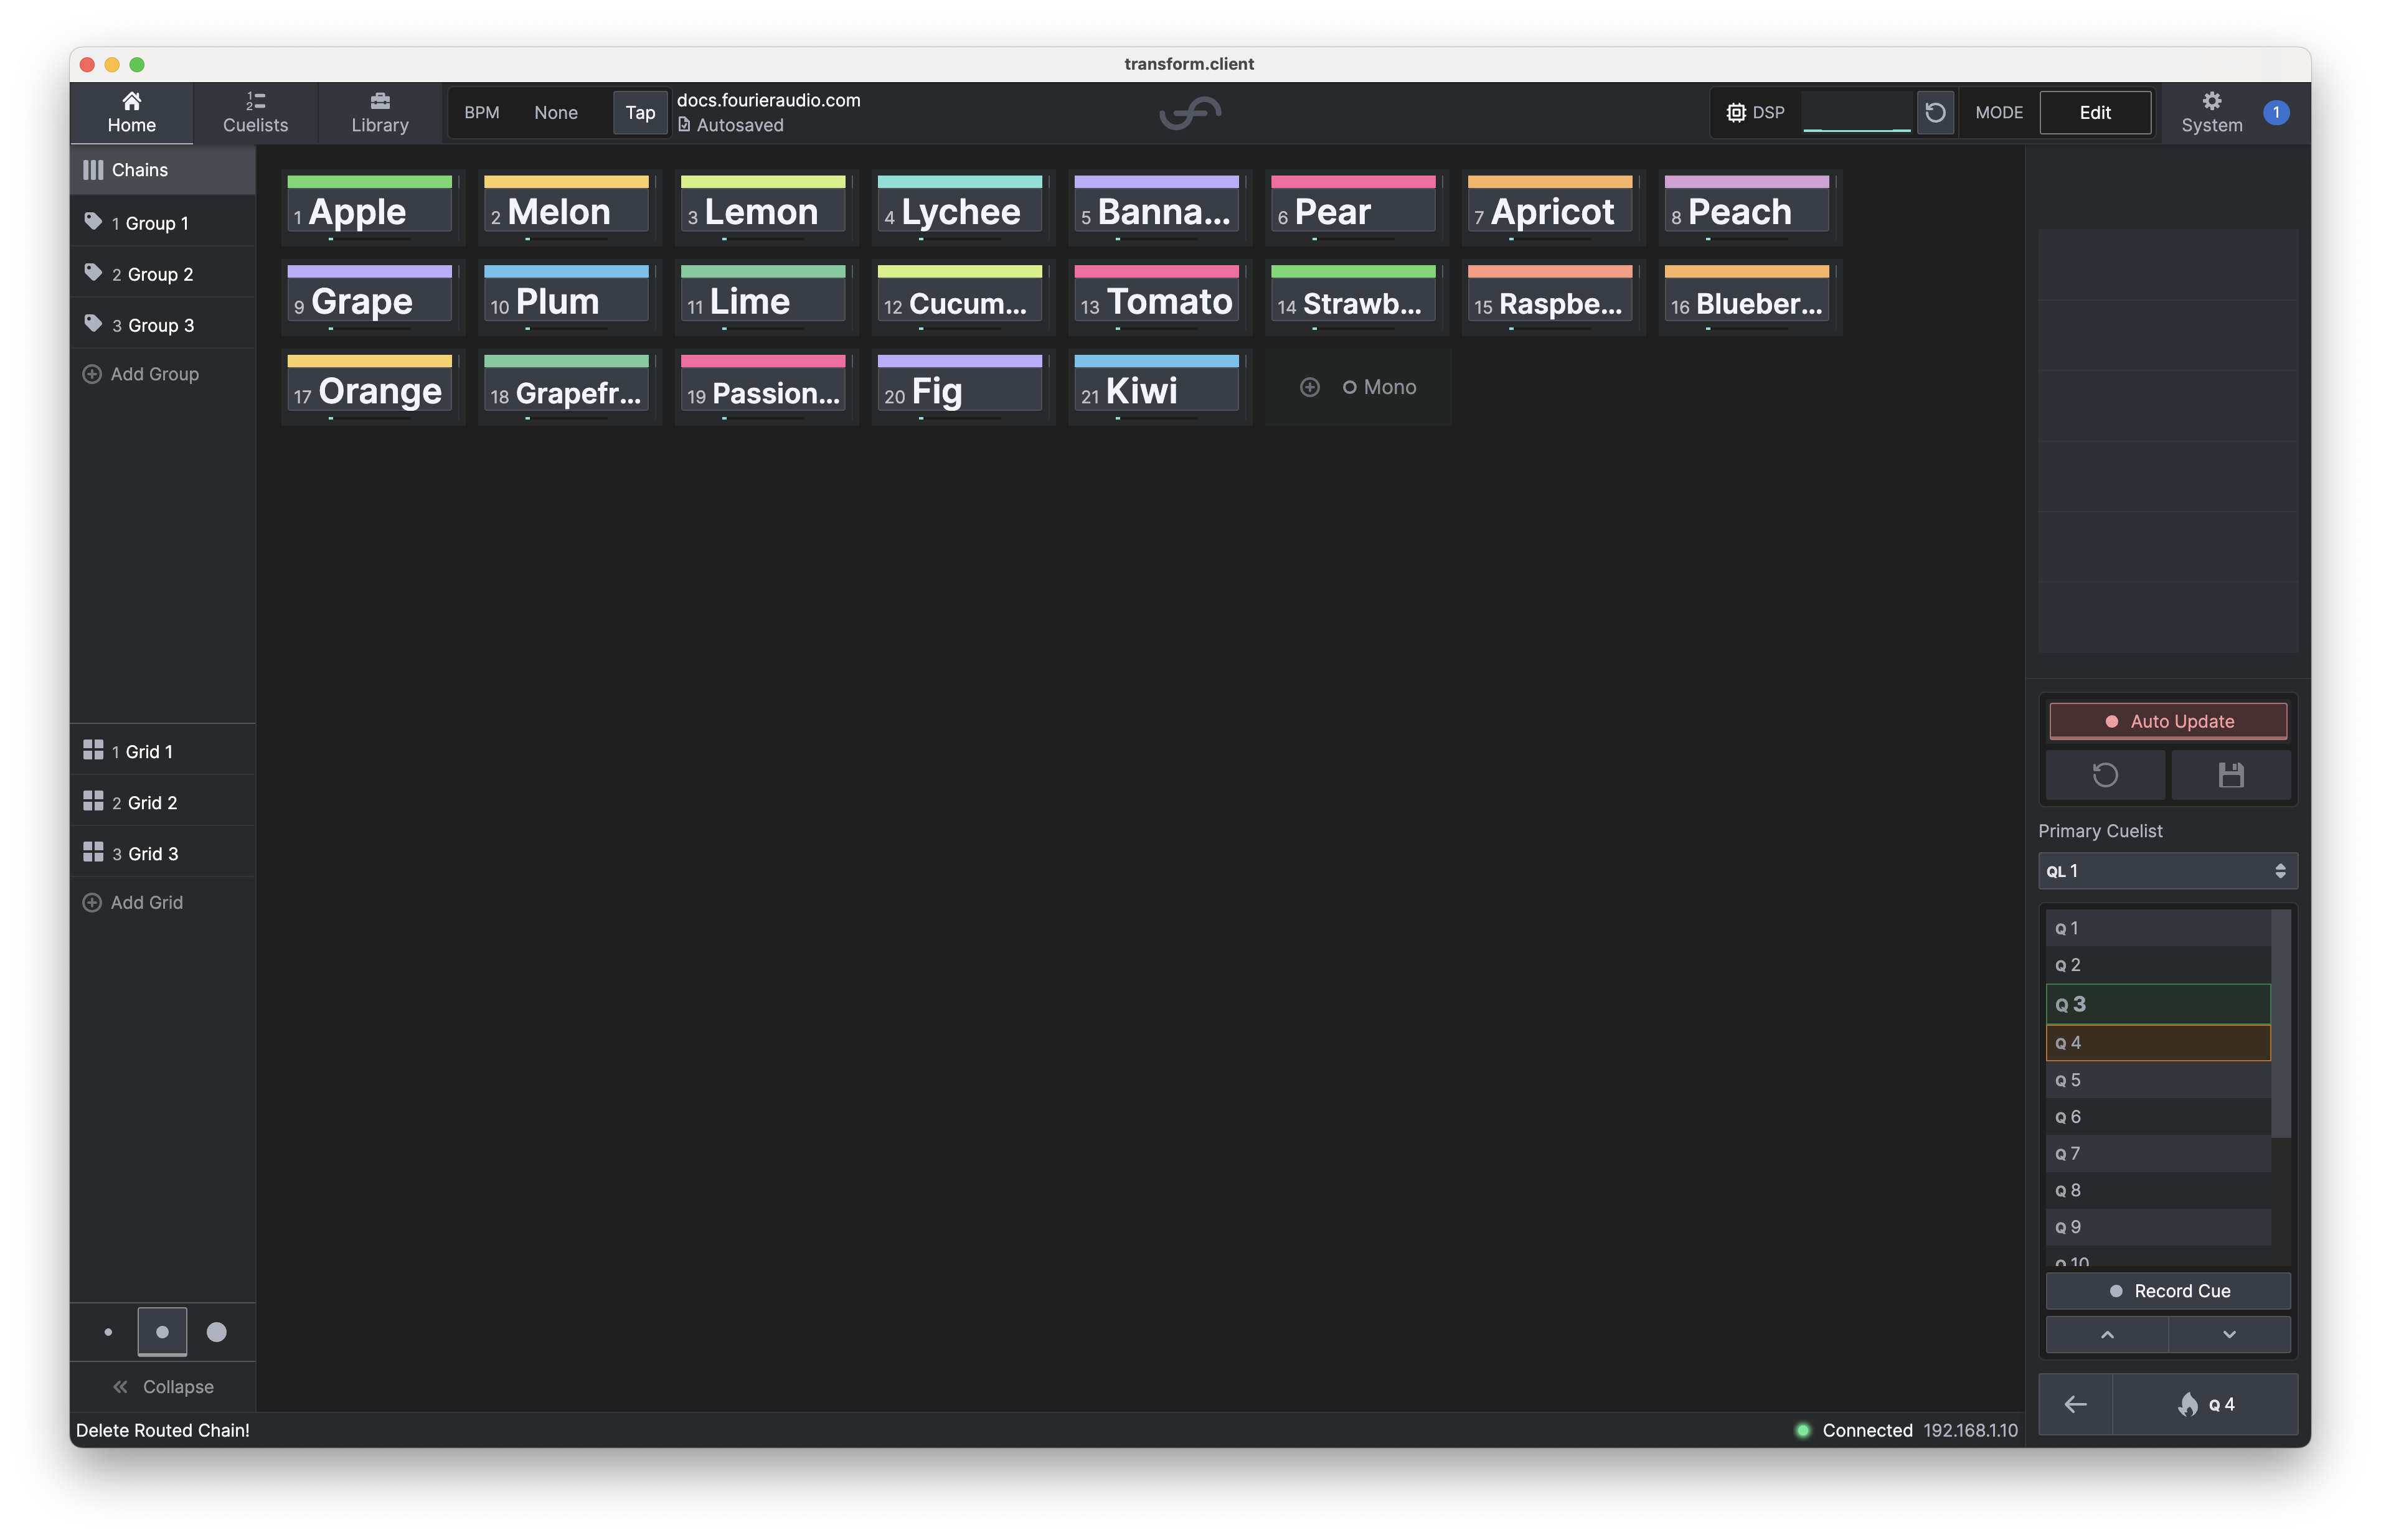 transform.client
Home
Cuelists
Library
BPM None Tap
docs.fourieraudio.com
Autosaved
DSP
MODE Edit
System
1
Chains
1 Group 1
2 Group 2
3 Group 3
Add Group
1 Apple
2 Melon
3 Lemon
4 Lychee
5 Banna...
6 Pear
7 Apricot
8 Peach
9 Grape
10 Plum
11 Lime
12 Cucum...
13 Tomato
14 Strawb...
15 Raspbe...
16 Blueber...
17 Orange
18 Grapefr...
19 Passion...
20 Fig
21 Kiwi
Mono
1 Grid 1
2 Grid 2
3 Grid 3
Add Grid
Collapse
Delete Routed Chain!
Connected 192.168.1.10
Auto Update
Primary Cuelist
QL 1
Q 1
Q 2
Q 3
Q 4
Q 5
Q 6
Q 7
Q 8
Q 9
Q 10
Record Cue
Q 4